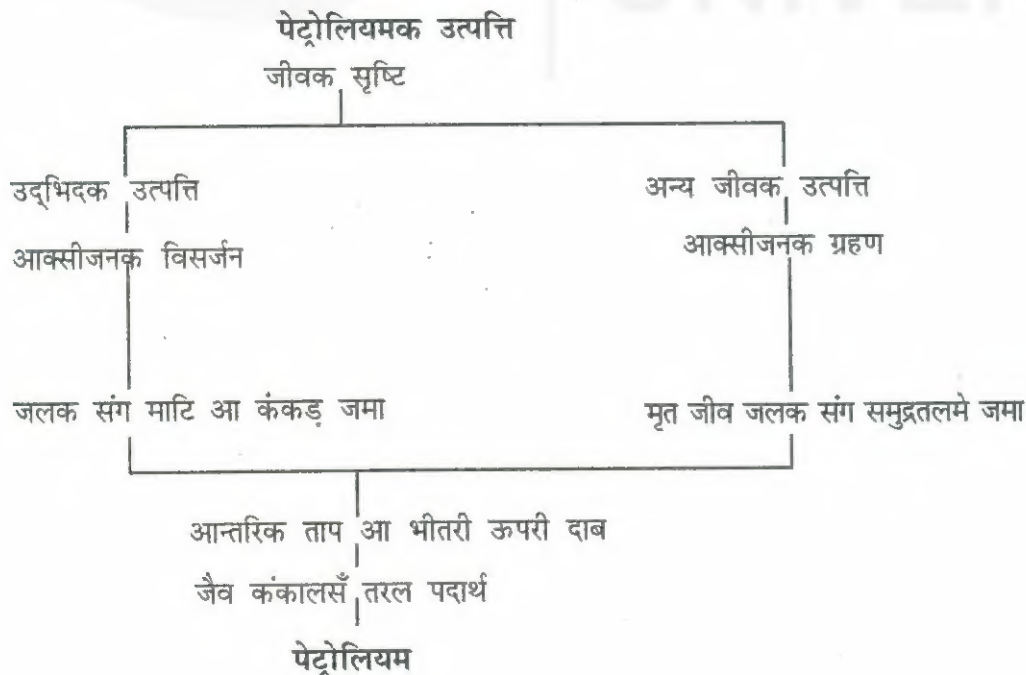 पेट्रोलियमक उत्पत्ति
जीवक सृष्टि
उद्‌भिदक उत्पत्ति
अन्य जीवक उत्पत्ति
आक्सीजनक विसर्जन
आक्सीजनक ग्रहण
जलक संग माटि आ कंकड़ जमा
मृत जीव जलक संग समुद्रतलमे जमा
आन्तरिक ताप आ भीतरी ऊपरी दाब
जैव कंकालसँ तरल पदार्थ
पेट्रोलियम